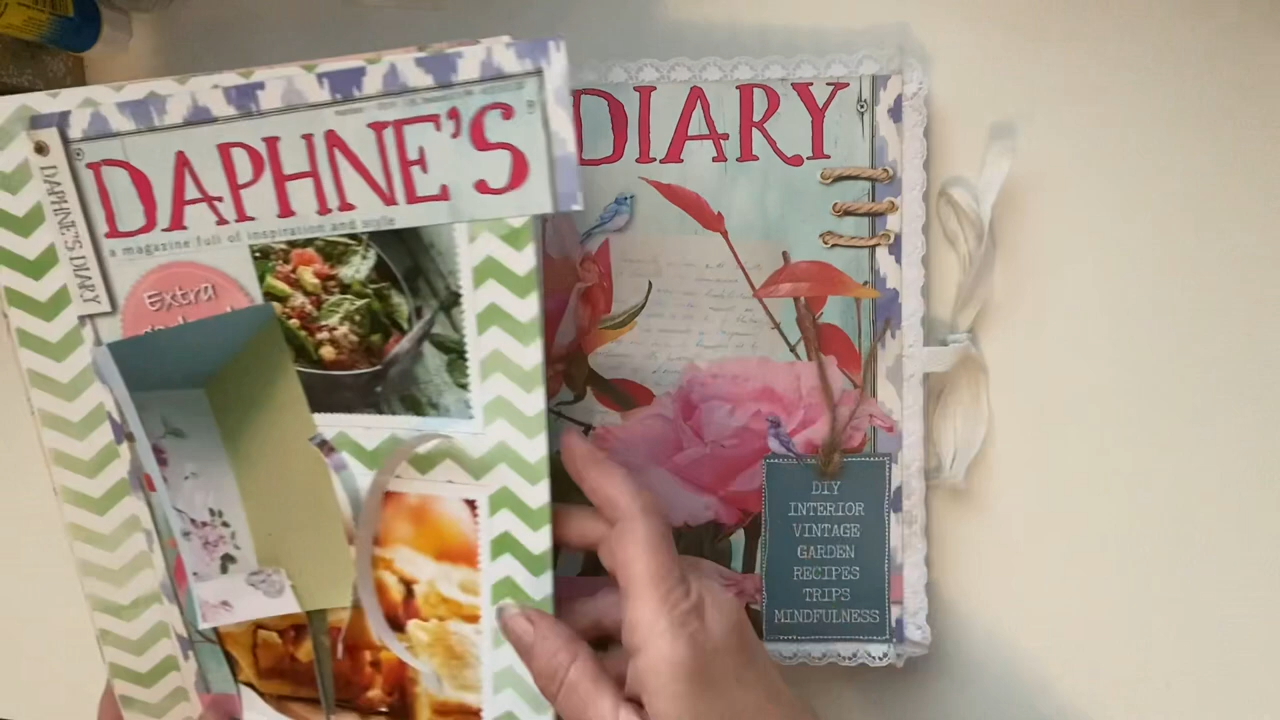 DAPHNE'S
a magazine full of inspiration and style
DAPHNE'S DIARY
Extra
DIARY
DIY
INTERIOR
VINTAGE
GARDEN
RECIPES
TRIPS
MINDFULNESS